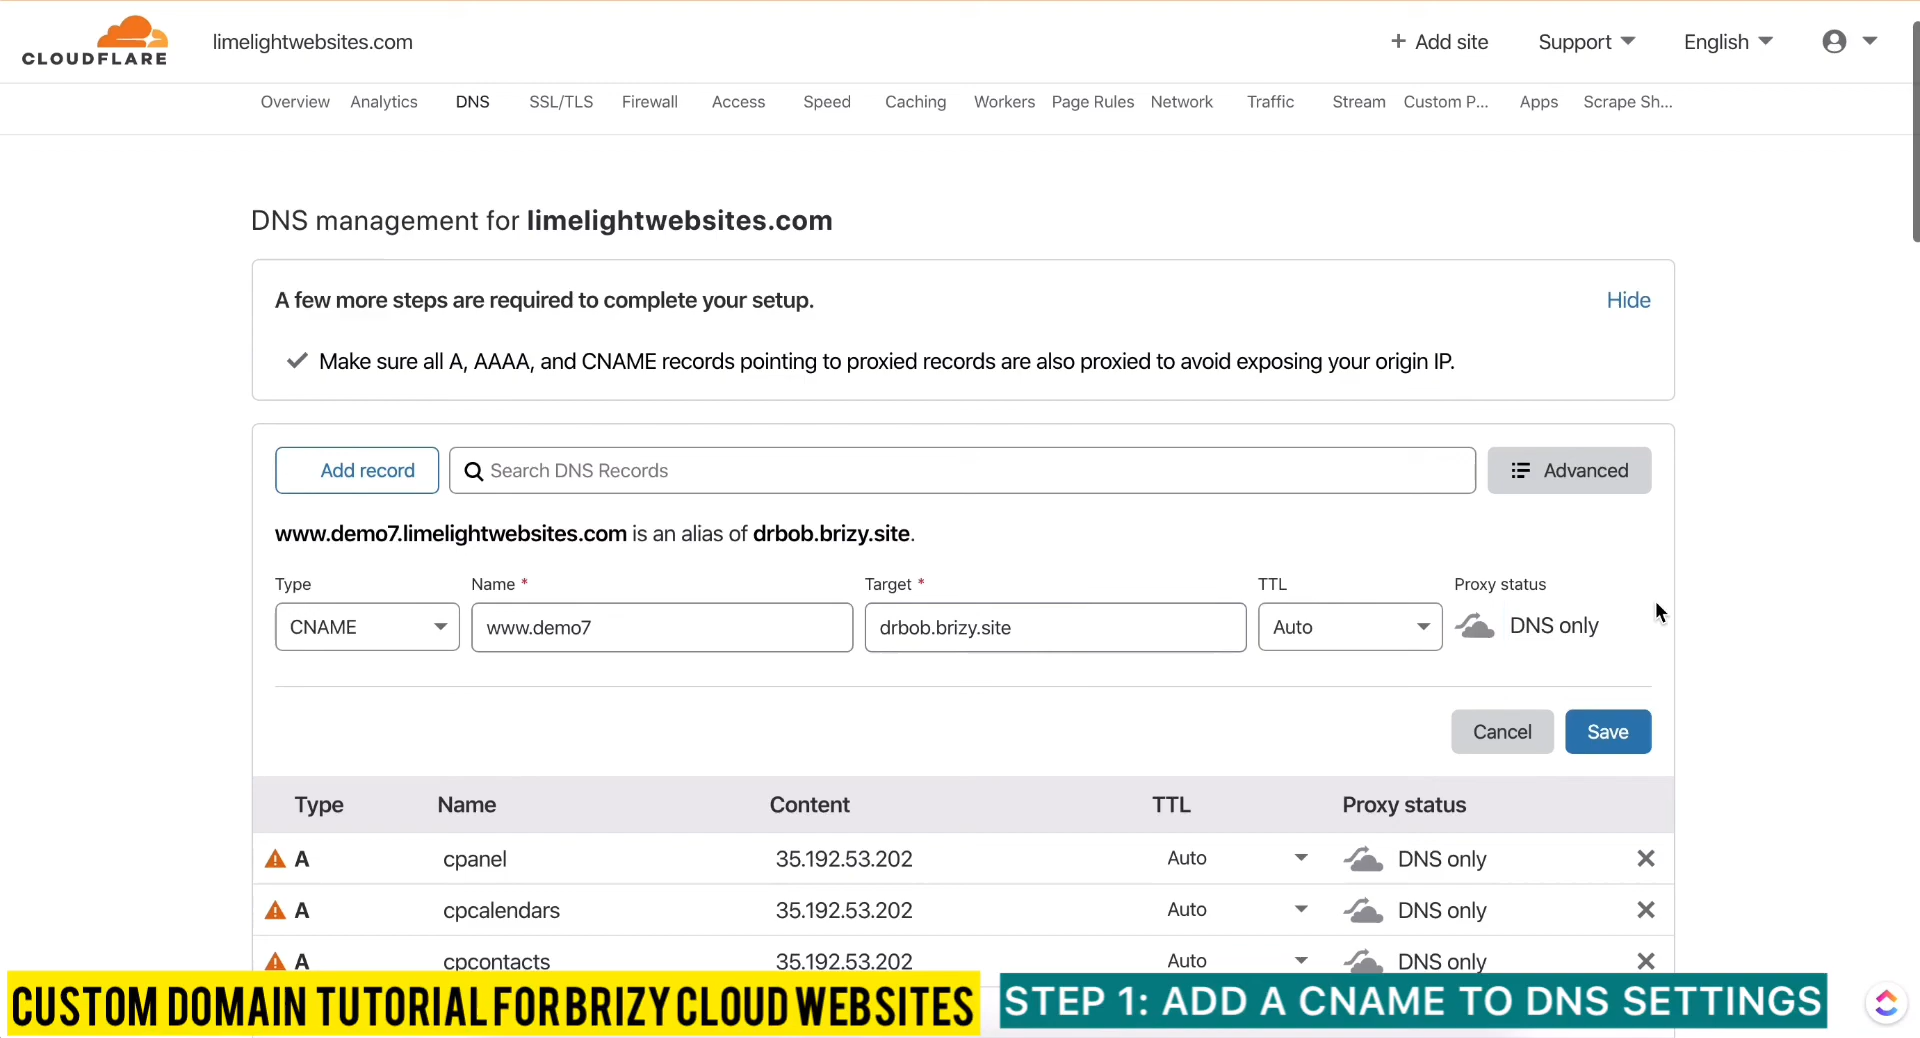 CLOUDFLARE
limelightwebsites.com
+ Add site
Support
English
Overview Analytics DNS SSL/TLS Firewall Access Speed Caching Workers Page Rules Network Traffic Stream Custom P... Apps Scrape Sh...
DNS management for limelightwebsites.com
A few more steps are required to complete your setup.
Hide
Make sure all A, AAAA, and CNAME records pointing to proxied records are also proxied to avoid exposing your origin IP.
Add record
Search DNS Records
Advanced
www.demo7.limelightwebsites.com is an alias of drbob.brizy.site.
Type Name * Target * TTL Proxy status
CNAME www.demo7 drbob.brizy.site Auto DNS only
Cancel Save
Type Name Content TTL Proxy status
A cpanel 35.192.53.202 Auto DNS only
A cpcalendars 35.192.53.202 Auto DNS only
A cpcontacts 35.192.53.202 Auto DNS only
CUSTOM DOMAIN TUTORIAL FOR BRIZY CLOUD WEBSITES
STEP 1: ADD A CNAME TO DNS SETTINGS